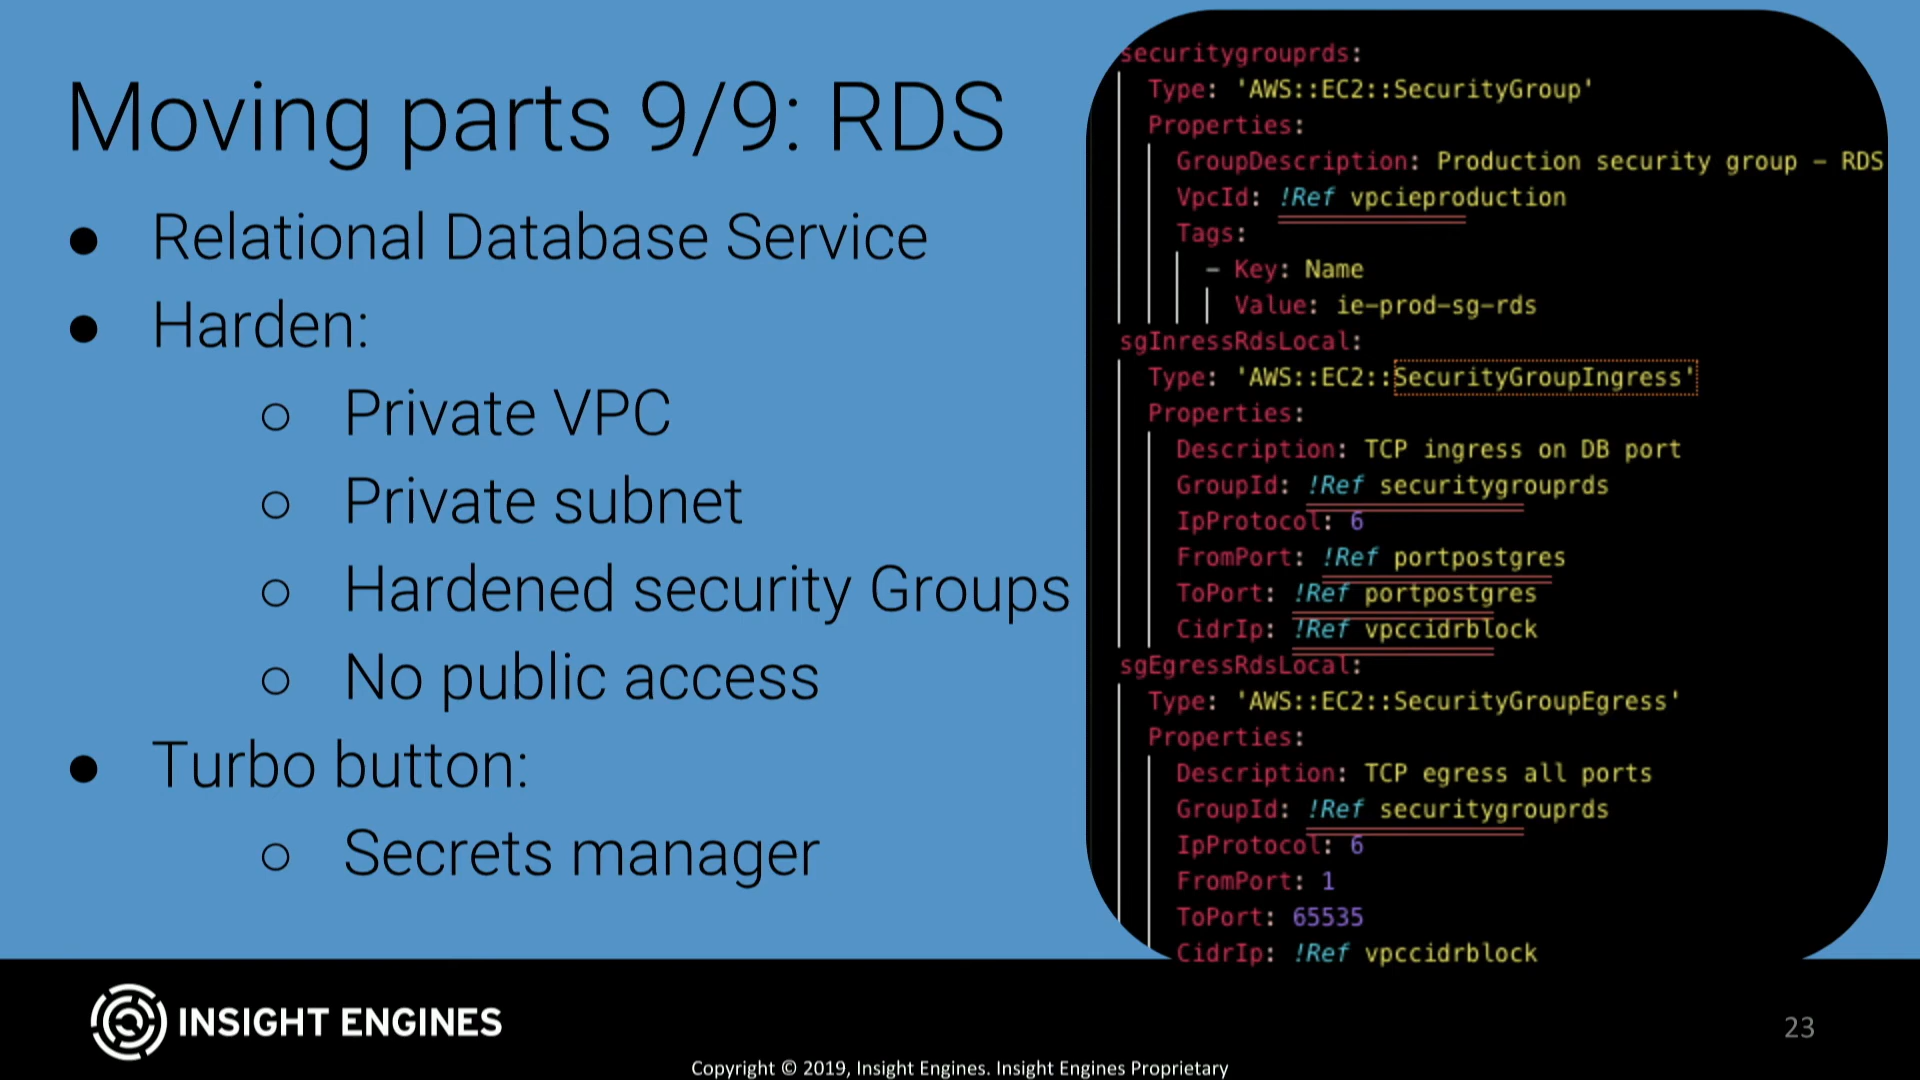 Moving parts 9/9: RDS
● Relational Database Service
● Harden:
○ Private VPC
○ Private subnet
○ Hardened security Groups
○ No public access
● Turbo button:
○ Secrets manager
securitygrouprds:
Type: 'AWS::EC2::SecurityGroup'
Properties:
GroupDescription: Production security group – RDS
VpcId: !Ref vpcieproduction
Tags:
– Key: Name
Value: ie–prod–sg–rds
sgInressRdsLocal:
Type: 'AWS::EC2::SecurityGroupIngress'
Properties:
Description: TCP ingress on DB port
GroupId: !Ref securitygrouprds
IpProtocol: 6
FromPort: !Ref portpostgres
ToPort: !Ref portpostgres
CidrIp: !Ref vpccidrblock
sgEgressRdsLocal:
Type: 'AWS::EC2::SecurityGroupEgress'
Properties:
Description: TCP egress all ports
GroupId: !Ref securitygrouprds
IpProtocol: 6
FromPort: 1
ToPort: 65535
CidrIp: !Ref vpccidrblock
INSIGHT ENGINES
23
Copyright © 2019, Insight Engines. Insight Engines Proprietary